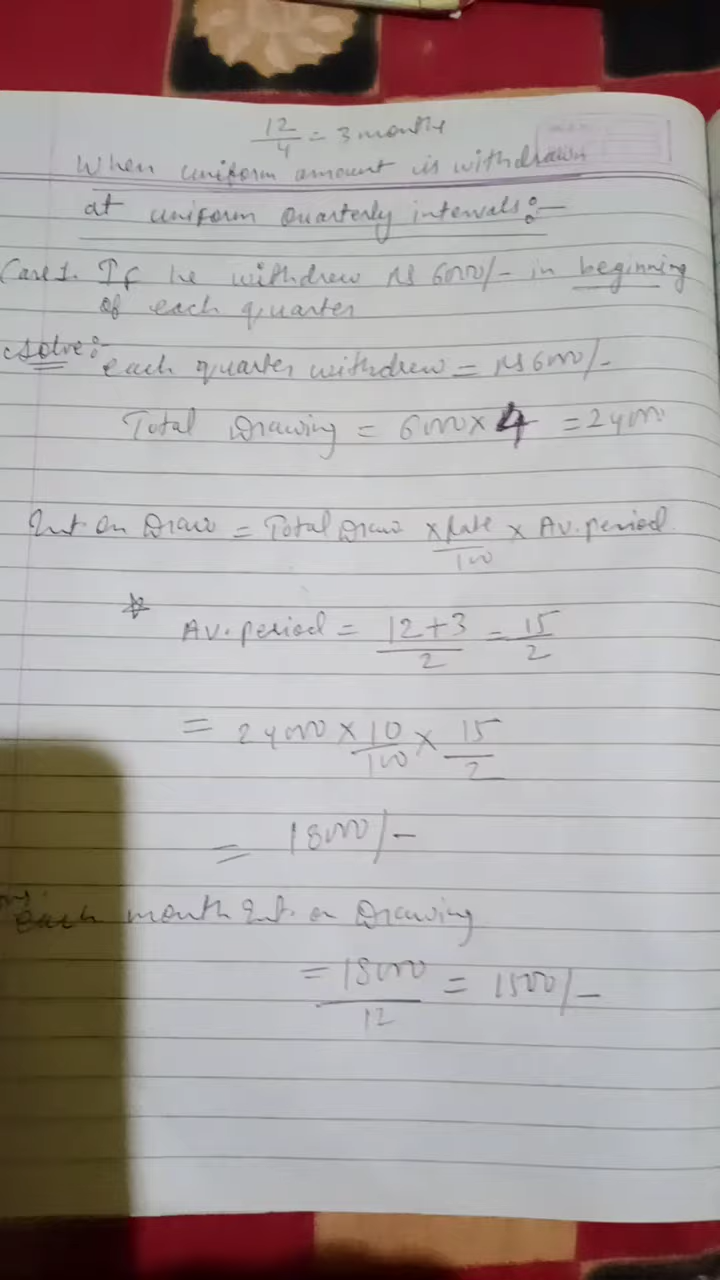 12/4 = 3 months
When uniform amount is withdrawn
at uniform Quarterly intervals:-
Case 1. If he withdrew Rs 6000/- in beginning
of each quarter
Solve:-
each quarter withdrew = Rs 6000/-
Total Drawing = 6000 × 4 = 24000
Int on Draw = Total Draw × Rate/100 × Av. period
Av. period = 12+3/2 = 15/2
= 24000 × 10/100 × 15/2
= 18000/-
each month Int. on Drawing
= 18000/12 = 1500/-